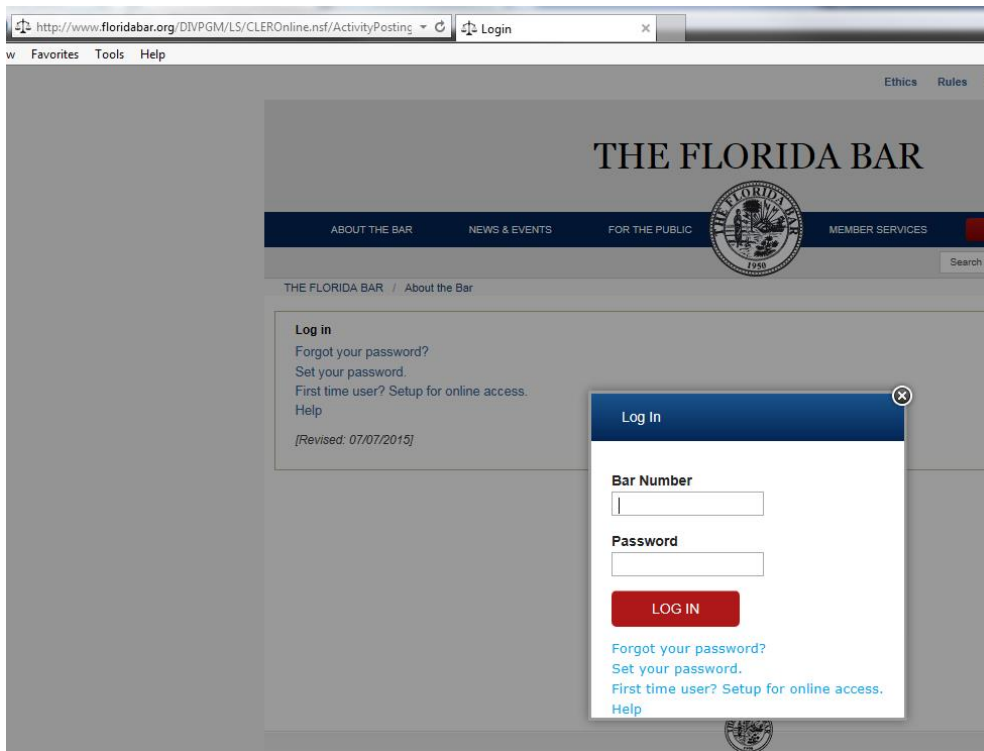 http://www.floridabar.org/DIVPGM/LS/CLEROnline.nsf/ActivityPosting
Login
w Favorites Tools Help
Ethics Rules
THE FLORIDA BAR
ABOUT THE BAR NEWS & EVENTS FOR THE PUBLIC MEMBER SERVICES
THE FLORIDA BAR
1950
Search
THE FLORIDA BAR / About the Bar
Log in
Forgot your password?
Set your password.
First time user? Setup for online access.
Help
[Revised: 07/07/2015]
Log In
Bar Number
Password
LOG IN
Forgot your password?
Set your password.
First time user? Setup for online access.
Help